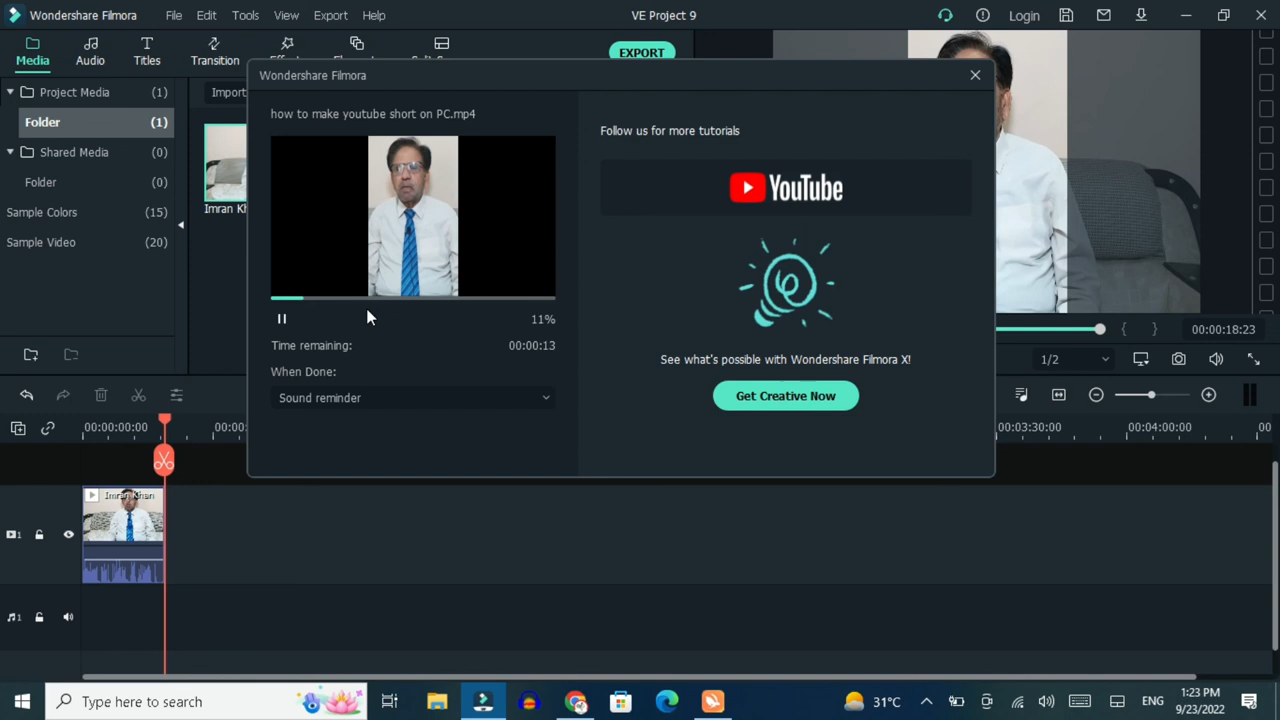 Wondershare Filmora File Edit Tools View Export Help VE Project 9 Login
Media Audio Titles Transition EXPORT
Wondershare Filmora
Project Media (1)
Import
how to make youtube short on PC.mp4
Folder (1)
Follow us for more tutorials
Shared Media (0)
Folder (0)
YouTube
Sample Colors (15)
Imran Kh
Sample Video (20)
11%
00:00:18:23
Time remaining: 00:00:13
See what's possible with Wondershare Filmora X!
1/2
When Done:
Sound reminder
Get Creative Now
00:00:00:00 00:0 00:03:30:00 00:04:00:00 00
Imran Khan
1
1
Type here to search
31°C
ENG
1:23 PM
9/23/2022